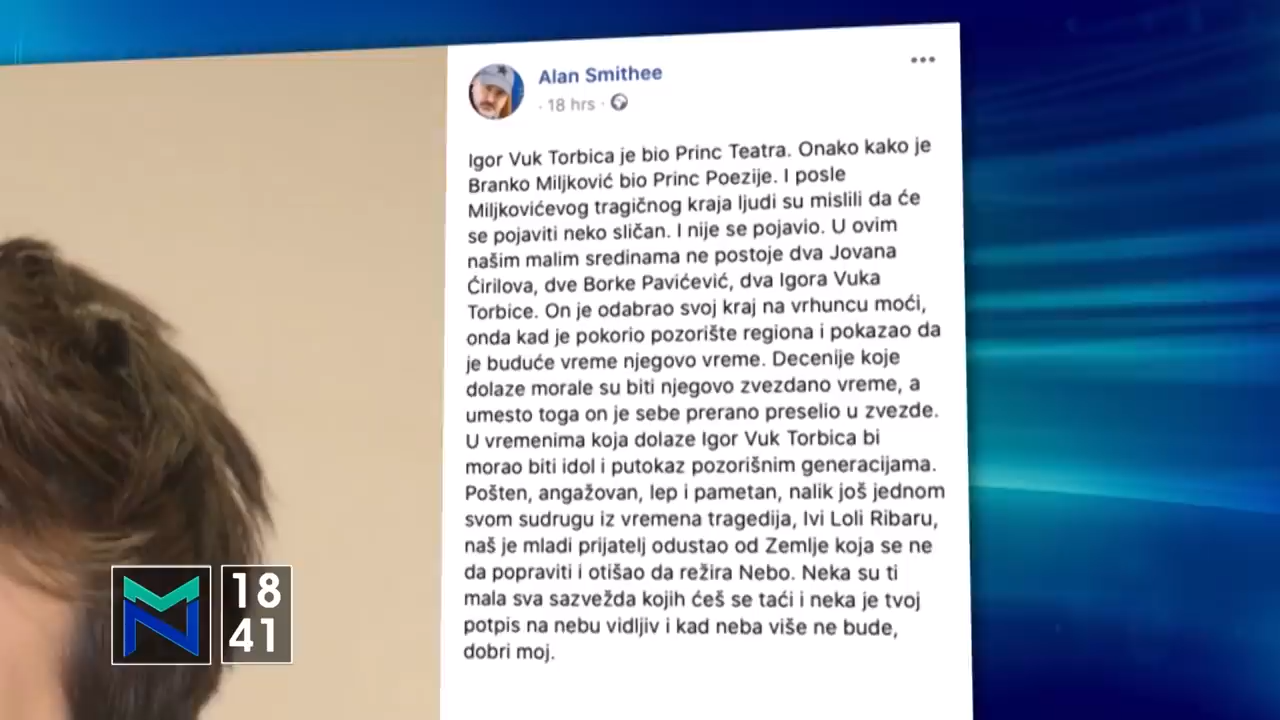 Alan Smithee
· 18 hrs ·
Igor Vuk Torbica je bio Princ Teatra. Onako kako je
Branko Miljković bio Princ Poezije. I posle
Miljkovićevog tragičnog kraja ljudi su mislili da će
se pojaviti neko sličan. I nije se pojavio. U ovim
našim malim sredinama ne postoje dva Jovana
Ćirilova, dve Borke Pavićević, dva Igora Vuka
Torbice. On je odabrao svoj kraj na vrhuncu moći,
onda kad je pokorio pozorište regiona i pokazao da
je buduće vreme njegovo vreme. Decenije koje
dolaze morale su biti njegovo zvezdano vreme, a
umesto toga on je sebe prerano preselio u zvezde.
U vremenima koja dolaze Igor Vuk Torbica bi
morao biti idol i putokaz pozorišnim generacijama.
Pošten, angažovan, lep i pametan, nalik još jednom
svom sudrugu iz vremena tragedija, Ivi Loli Ribaru,
naš je mladi prijatelj odustao od Zemlje koja se ne
da popraviti i otišao da režira Nebo. Neka su ti
mala sva sazvežda kojih ćeš se taći i neka je tvoj
potpis na nebu vidljiv i kad neba više ne bude,
dobri moj.
18
41